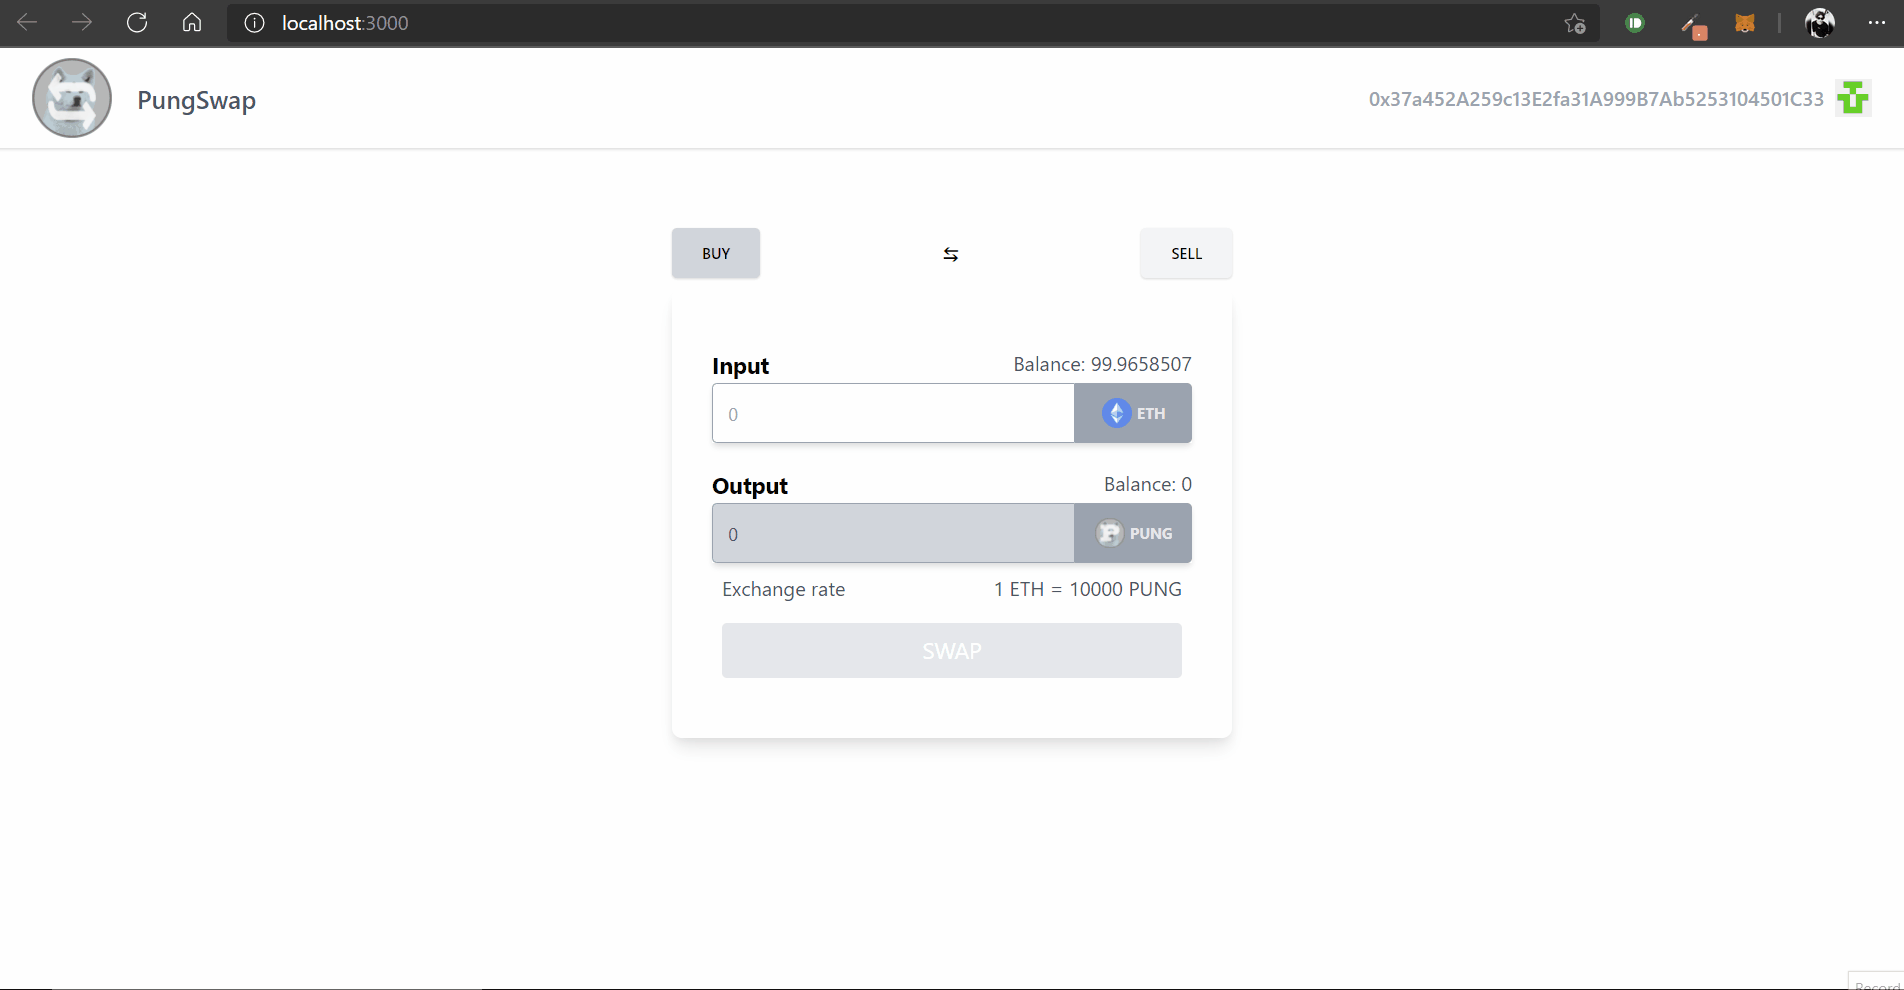 localhost:3000
PungSwap
0x37a452A259c13E2fa31A999B7Ab5253104501C33
BUY
SELL
Input
Balance: 99.9658507
0
ETH
Output
Balance: 0
0
PUNG
Exchange rate
1 ETH = 10000 PUNG
SWAP
Record